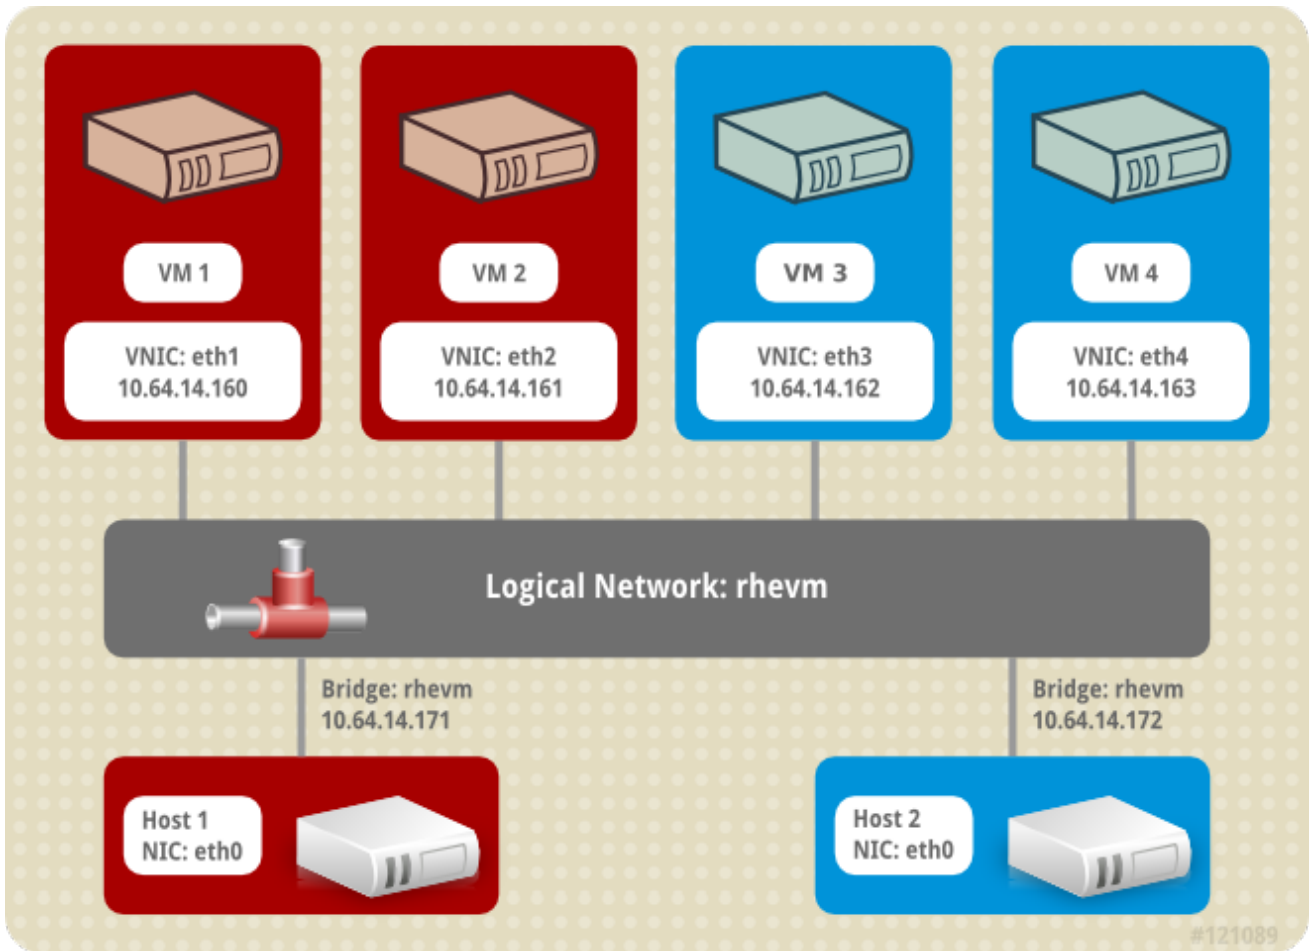 VM 1
VNIC: eth1
10.64.14.160
VM 2
VNIC: eth2
10.64.14.161
VM 3
VNIC: eth3
10.64.14.162
VM 4
VNIC: eth4
10.64.14.163
Logical Network: rhevm
Bridge: rhevm
10.64.14.171
Bridge: rhevm
10.64.14.172
Host 1
NIC: eth0
Host 2
NIC: eth0
#121089